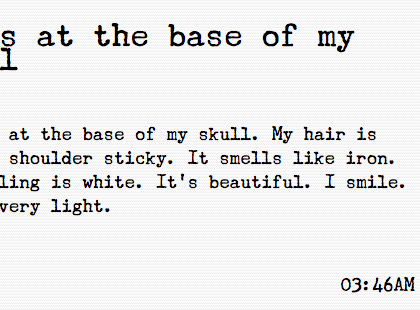 s at the base of my
l
at the base of my skull. My hair is
shoulder sticky. It smells like iron.
ling is white. It's beautiful. I smile.
very light.
03:46AM